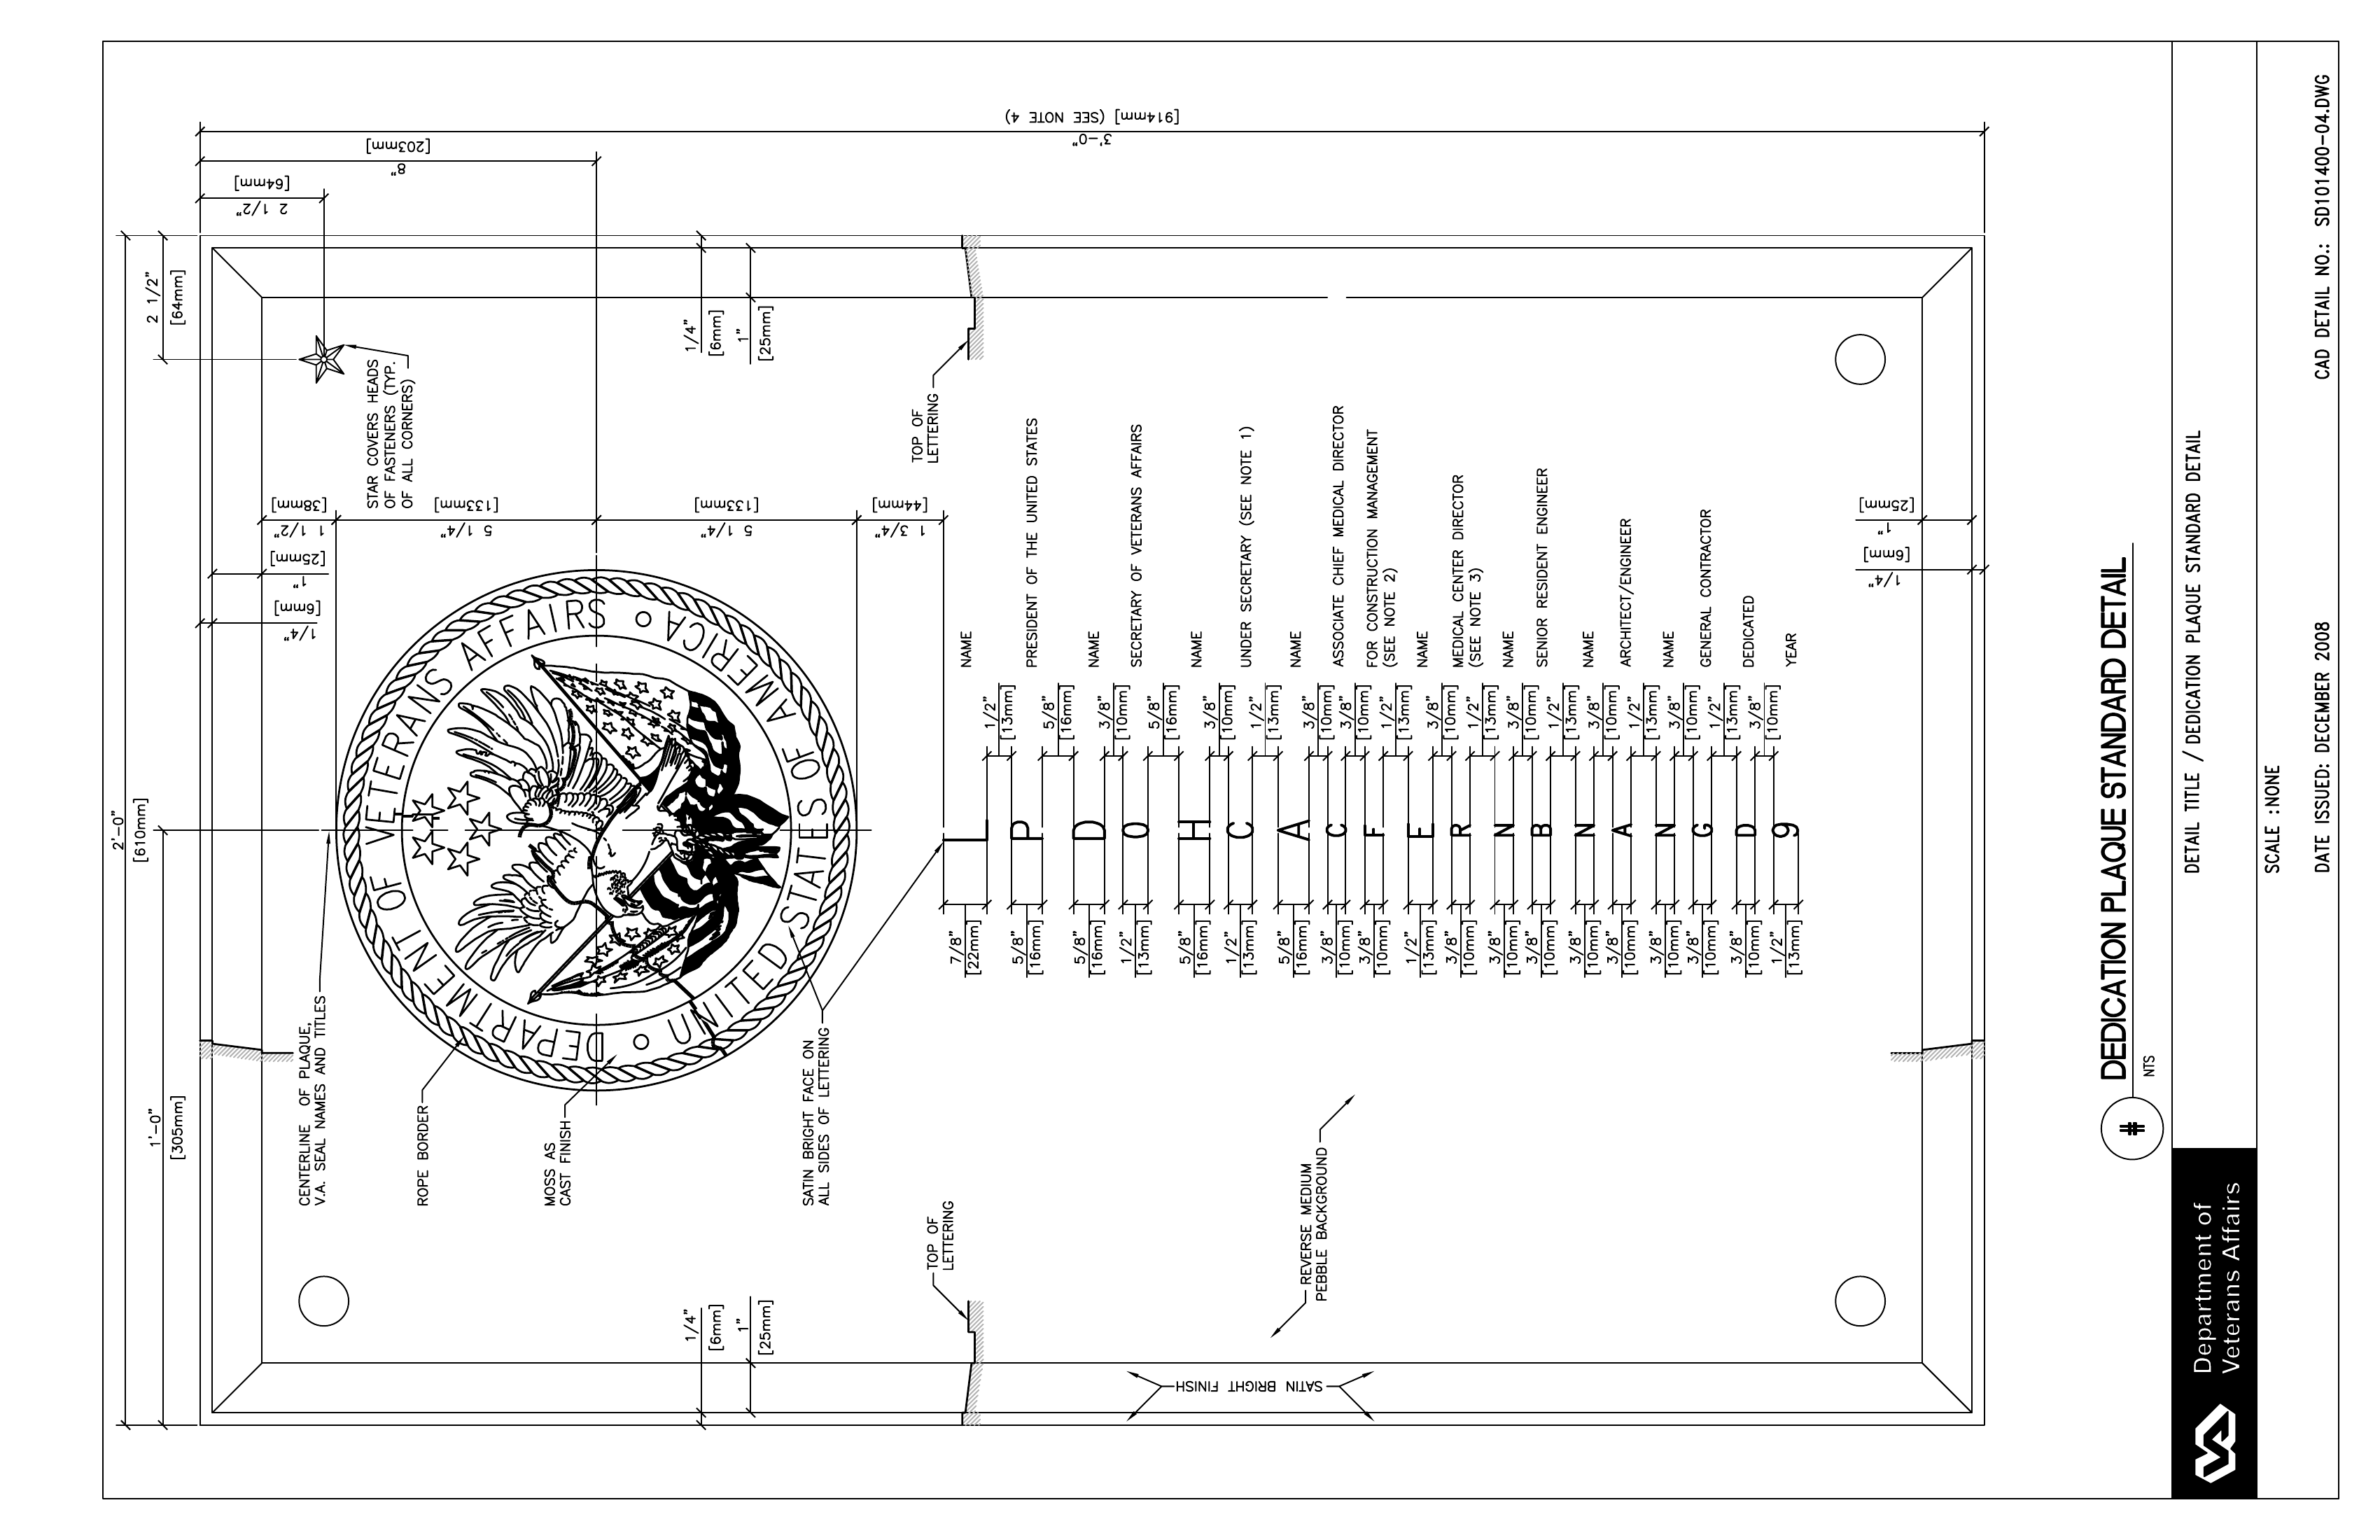 2'-0"
[610mm]
1'-0"
[305mm]
2 1/2"
[64mm]
3'-0"
[914mm] (SEE NOTE 4)
8"
[203mm]
2 1/2"
[64mm]
STAR COVERS HEADS
OF FASTENERS (TYP.
OF ALL CORNERS)
1 1/2"
[38mm]
5 1/4"
[133mm]
5 1/4"
[133mm]
1 3/4"
[44mm]
1"
[25mm]
1/4"
[6mm]
CENTERLINE OF PLAQUE,
V.A. SEAL NAMES AND TITLES
ROPE BORDER
MOSS AS
CAST FINISH
SATIN BRIGHT FACE ON
ALL SIDES OF LETTERING
DEPARTMENT OF VETERANS AFFAIRS
UNITED STATES OF AMERICA
1/4"
[6mm]
1"
[25mm]
1/4"
[6mm]
1"
[25mm]
TOP OF
LETTERING
TOP OF
LETTERING
7/8"
[22mm]
L
1/2"
[13mm]
NAME
5/8"
[16mm]
P
5/8"
[16mm]
PRESIDENT OF THE UNITED STATES
5/8"
[16mm]
D
3/8"
[10mm]
NAME
1/2"
[13mm]
O
5/8"
[16mm]
SECRETARY OF VETERANS AFFAIRS
5/8"
[16mm]
H
3/8"
[10mm]
NAME
1/2"
[13mm]
C
1/2"
[13mm]
UNDER SECRETARY (SEE NOTE 1)
5/8"
[16mm]
A
3/8"
[10mm]
NAME
3/8"
[10mm]
C
3/8"
[10mm]
ASSOCIATE CHIEF MEDICAL DIRECTOR
3/8"
[10mm]
F
1/2"
[13mm]
FOR CONSTRUCTION MANAGEMENT
(SEE NOTE 2)
1/2"
[13mm]
E
3/8"
[10mm]
NAME
3/8"
[10mm]
R
1/2"
[13mm]
MEDICAL CENTER DIRECTOR
(SEE NOTE 3)
3/8"
[10mm]
N
3/8"
[10mm]
NAME
3/8"
[10mm]
B
1/2"
[13mm]
SENIOR RESIDENT ENGINEER
3/8"
[10mm]
N
3/8"
[10mm]
NAME
3/8"
[10mm]
A
1/2"
[13mm]
ARCHITECT/ENGINEER
3/8"
[10mm]
N
3/8"
[10mm]
NAME
3/8"
[10mm]
G
1/2"
[13mm]
GENERAL CONTRACTOR
3/8"
[10mm]
D
3/8"
[10mm]
DEDICATED
1/2"
[13mm]
9
YEAR
REVERSE MEDIUM
PEBBLE BACKGROUND
SATIN BRIGHT FINISH
1"
[25mm]
1/4"
[6mm]
#
DEDICATION PLAQUE STANDARD DETAIL
NTS
Department of
Veterans Affairs
DETAIL TITLE / DEDICATION PLAQUE STANDARD DETAIL
SCALE :NONE
DATE ISSUED: DECEMBER 2008
CAD DETAIL NO.: SD101400-04.DWG